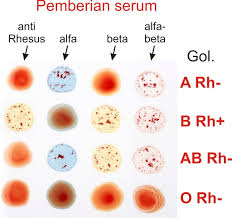 Pemberian serum
anti Rhesus alfa beta alfa-beta
Gol.
A Rh-
B Rh+
AB Rh-
O Rh-